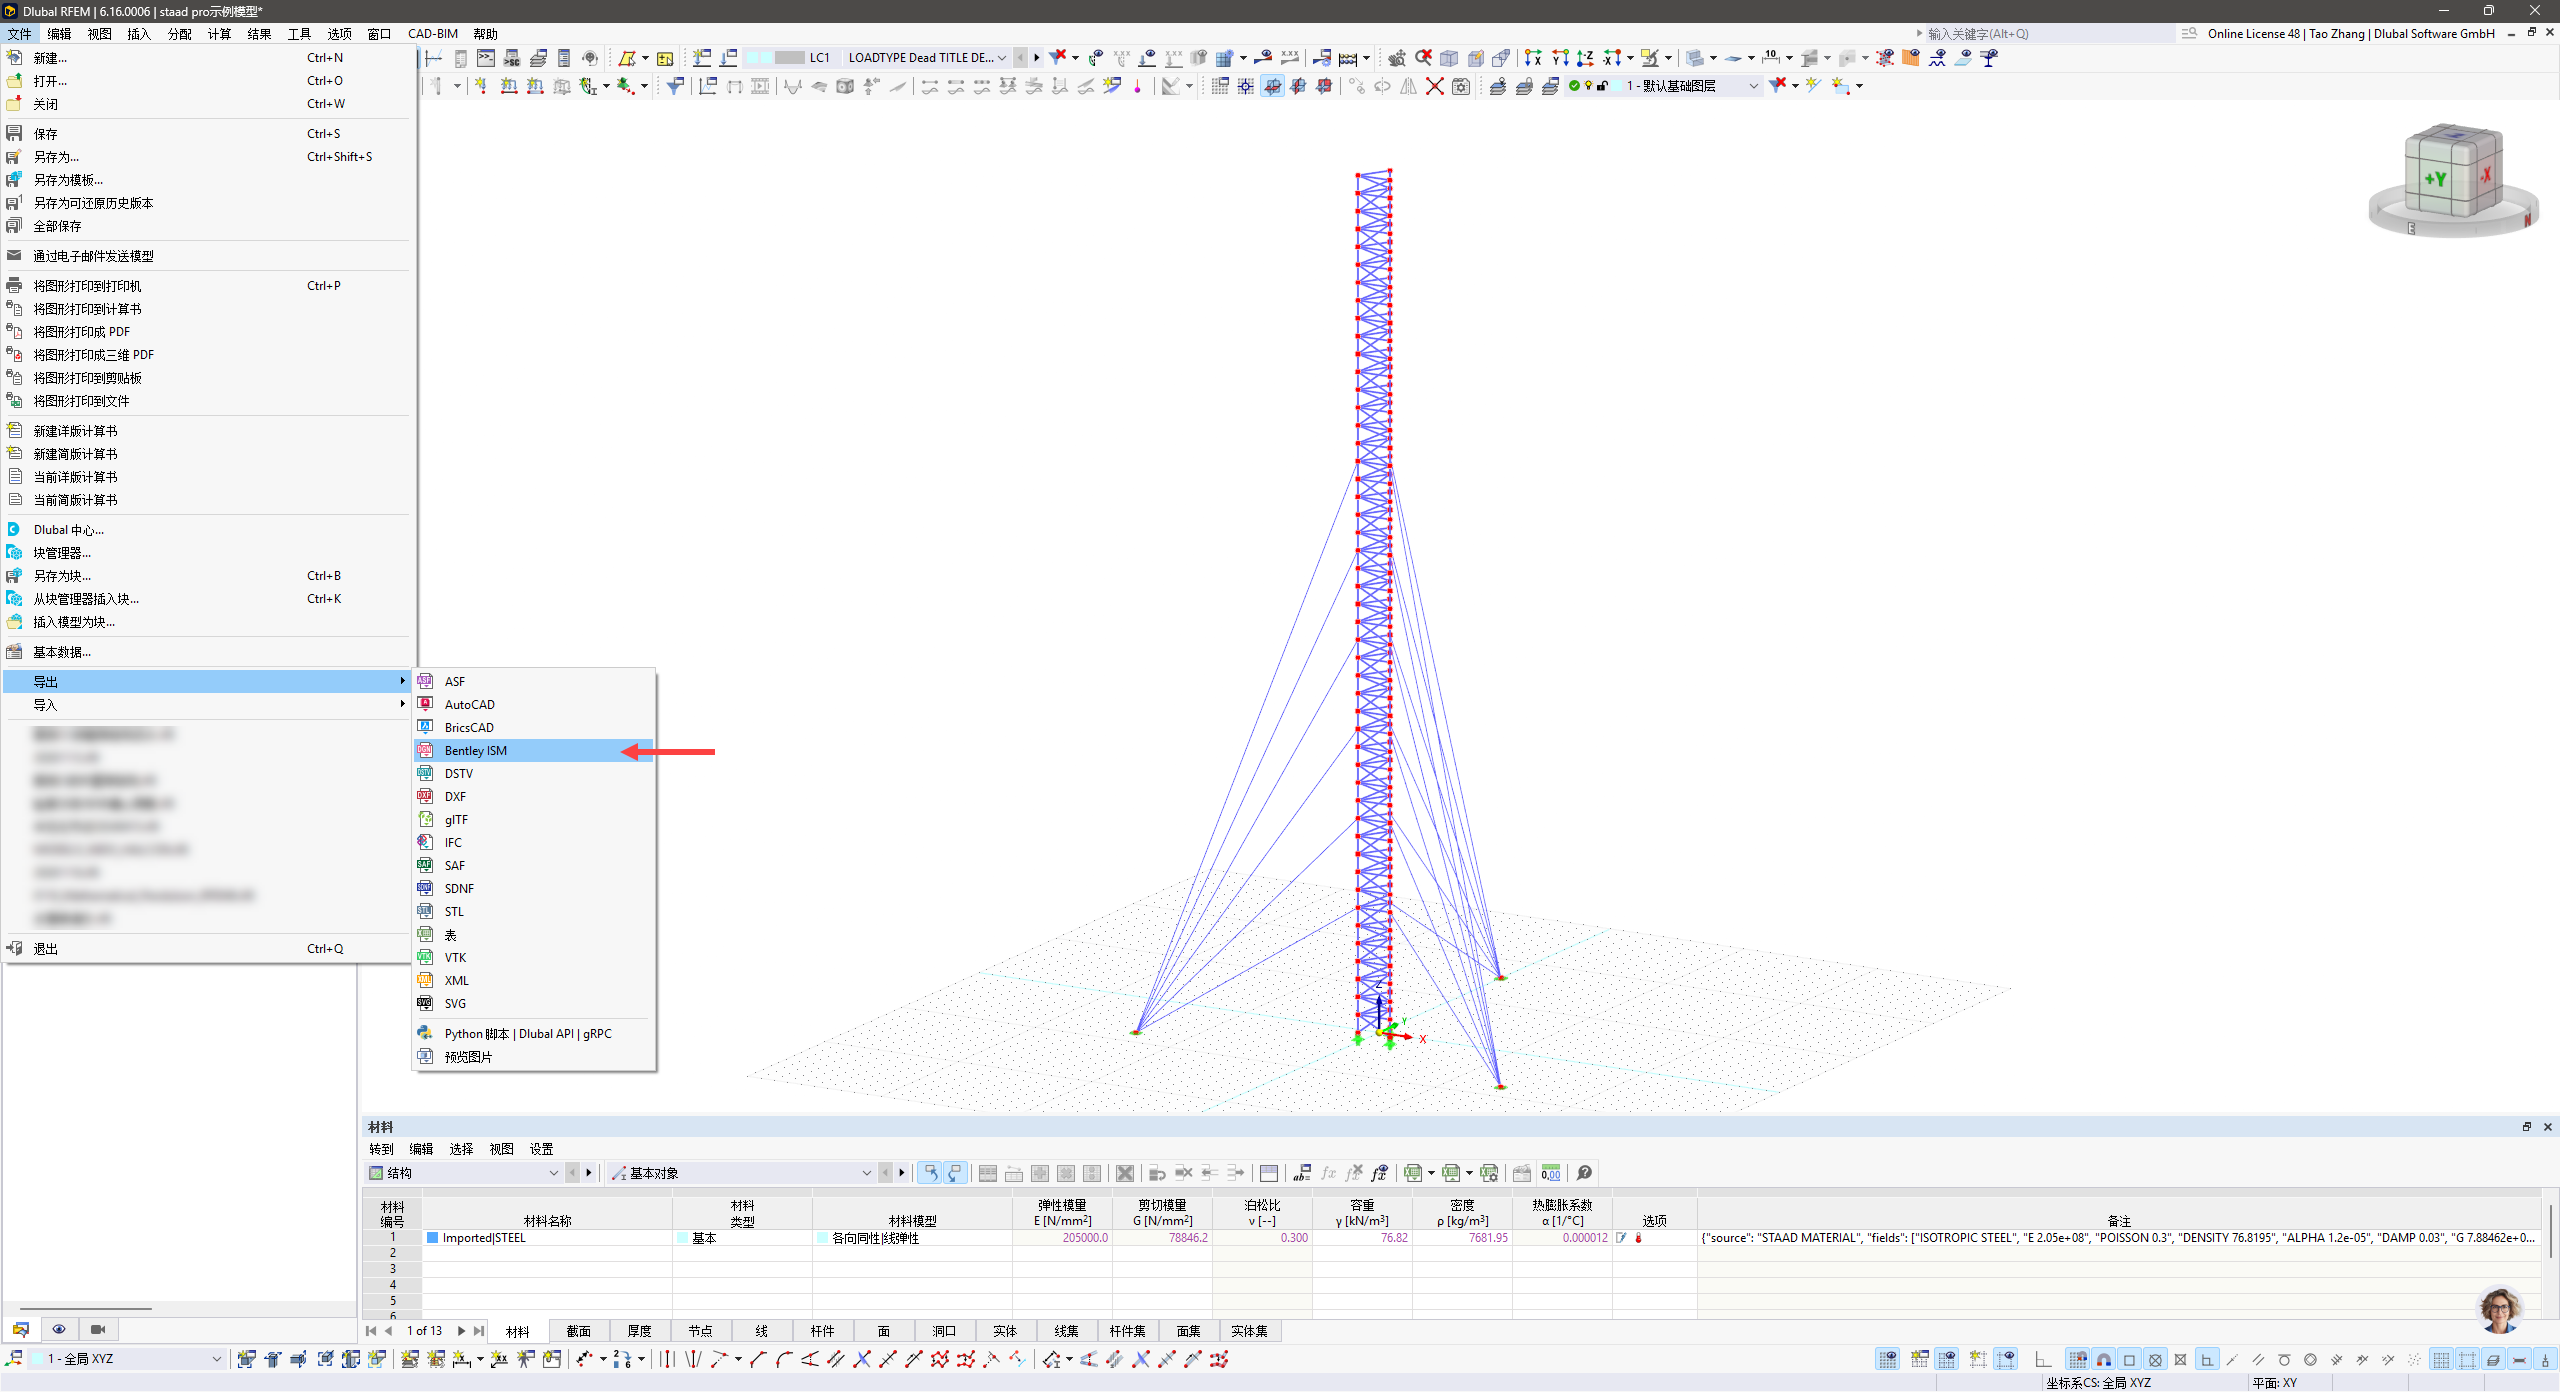 Dlubal RFEM | 6.16.0006 | staad pro示例模型*
文件 编辑 视图 插入 分配 计算 结果 工具 选项 窗口 CAD-BIM 帮助
输入关键字(Alt+Q)
Online License 48 | Tao Zhang | Dlubal Software GmbH
新建... Ctrl+N
打开... Ctrl+O
关闭 Ctrl+W
保存 Ctrl+S
另存为... Ctrl+Shift+S
另存为模板...
另存为可还原历史版本
全部保存
通过电子邮件发送模型
将图形打印到打印机 Ctrl+P
将图形打印到计算书
将图形打印成 PDF
将图形打印成三维 PDF
将图形打印到剪贴板
将图形打印到文件
新建详版计算书
新建简版计算书
当前详版计算书
当前简版计算书
Dlubal 中心...
块管理器...
另存为块... Ctrl+B
从块管理器插入块... Ctrl+K
插入模型为块...
基本数据...
导出
导入
退出 Ctrl+Q
ASF
AutoCAD
BricsCAD
Bentley ISM
DSTV
DXF
glTF
IFC
SAF
SDNF
STL
表
VTK
XML
SVG
Python 脚本 | Dlubal API | gRPC
预览图片
LC1 LOADTYPE Dead TITLE DE...
1 - 默认基础图层
+Y -X
E N
Z
Y
X
材料
转到 编辑 选择 视图 设置
结构 基本对象
材料编号 材料名称 材料类型 材料模型 弹性模量 E [N/mm²] 剪切模量 G [N/mm²] 泊松比 ν [--] 容重 γ [kN/m³] 密度 ρ [kg/m³] 热膨胀系数 α [1/°C] 选项 备注
1 Imported|STEEL 基本 各向同性|线弹性 205000.0 78846.2 0.300 76.82 7681.95 0.000012 {"source": "STAAD MATERIAL", "fields": ["ISOTROPIC STEEL", "E 2.05e+08", "POISSON 0.3", "DENSITY 76.8195", "ALPHA 1.2e-05", "DAMP 0.03", "G 7.88462e+0...
2
3
4
5
6
1 of 13 材料 截面 厚度 节点 线 杆件 面 洞口 实体 线集 杆件集 面集 实体集
1 - 全局 XYZ
坐标系CS: 全局 XYZ 平面: XY